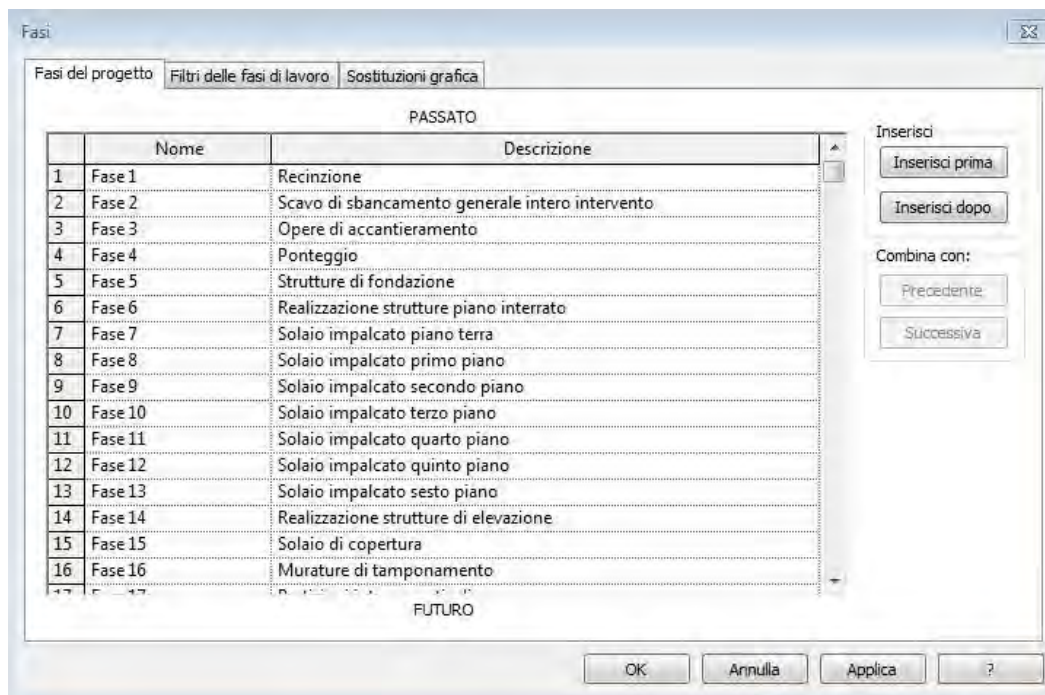 Fasi
Fasi del progetto Filtri delle fasi di lavoro Sostituzioni grafica
PASSATO
Nome Descrizione
1 Fase 1 Recinzione
2 Fase 2 Scavo di sbancamento generale intero intervento
3 Fase 3 Opere di accantieramento
4 Fase 4 Ponteggio
5 Fase 5 Strutture di fondazione
6 Fase 6 Realizzazione strutture piano interrato
7 Fase 7 Solaio impalcato piano terra
8 Fase 8 Solaio impalcato primo piano
9 Fase 9 Solaio impalcato secondo piano
10 Fase 10 Solaio impalcato terzo piano
11 Fase 11 Solaio impalcato quarto piano
12 Fase 12 Solaio impalcato quinto piano
13 Fase 13 Solaio impalcato sesto piano
14 Fase 14 Realizzazione strutture di elevazione
15 Fase 15 Solaio di copertura
16 Fase 16 Murature di tamponamento
17 Fase 17
FUTURO
Inserisci
Inserisci prima
Inserisci dopo
Combina con:
Precedente
Successiva
OK Annulla Applica ?